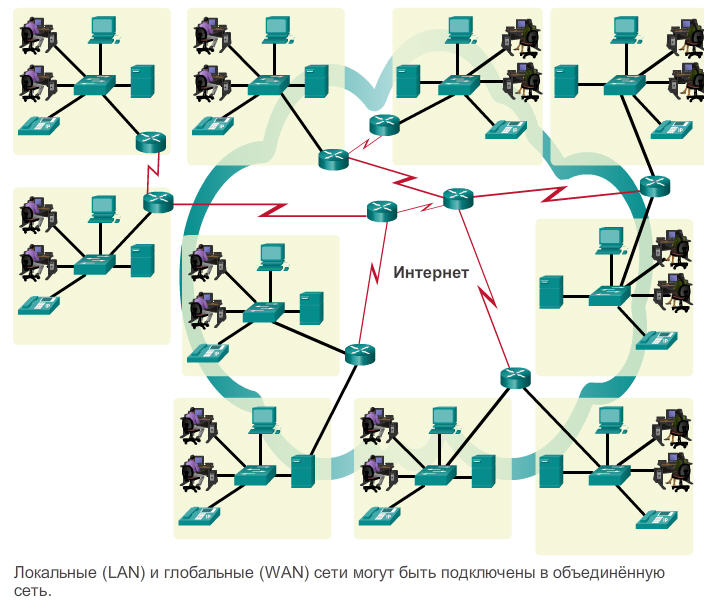 Интернет
Локальные (LAN) и глобальные (WAN) сети могут быть подключены в объединённую
сеть.